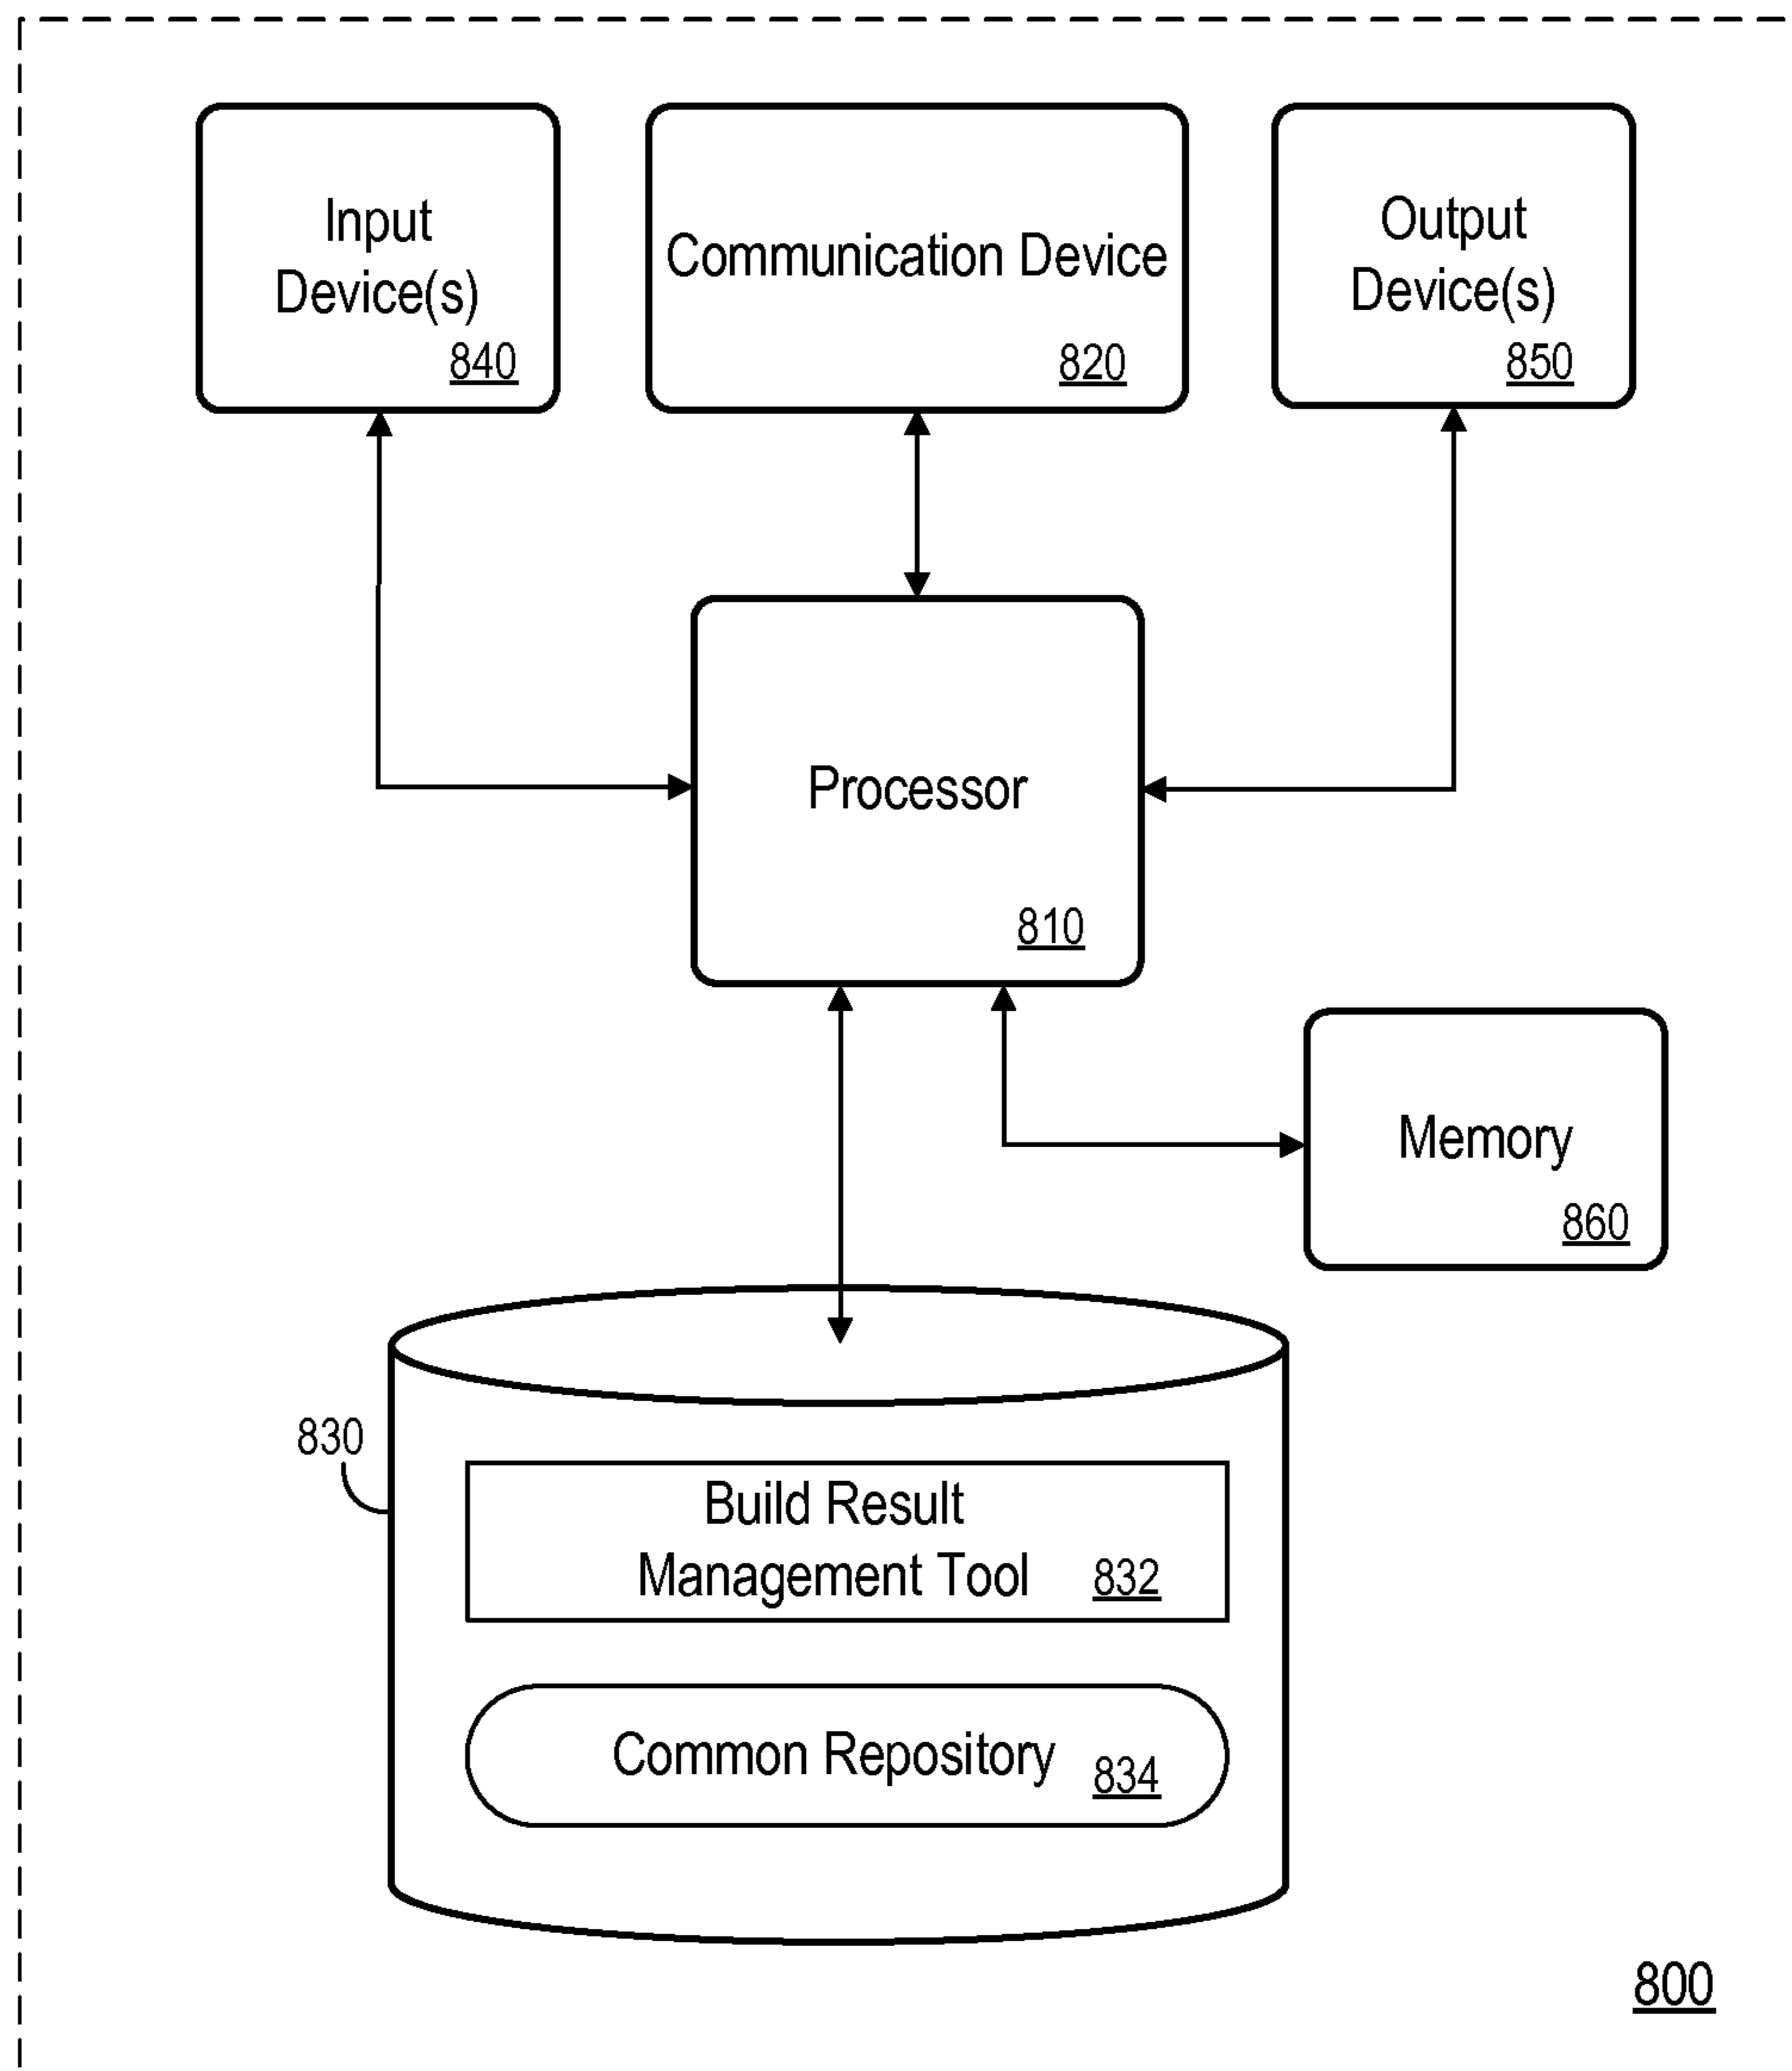 Input
Device(s)
840
Communication Device
820
Output
Device(s)
850
Processor
810
Memory
860
830
Build Result
Management Tool 832
Common Repository 834
800